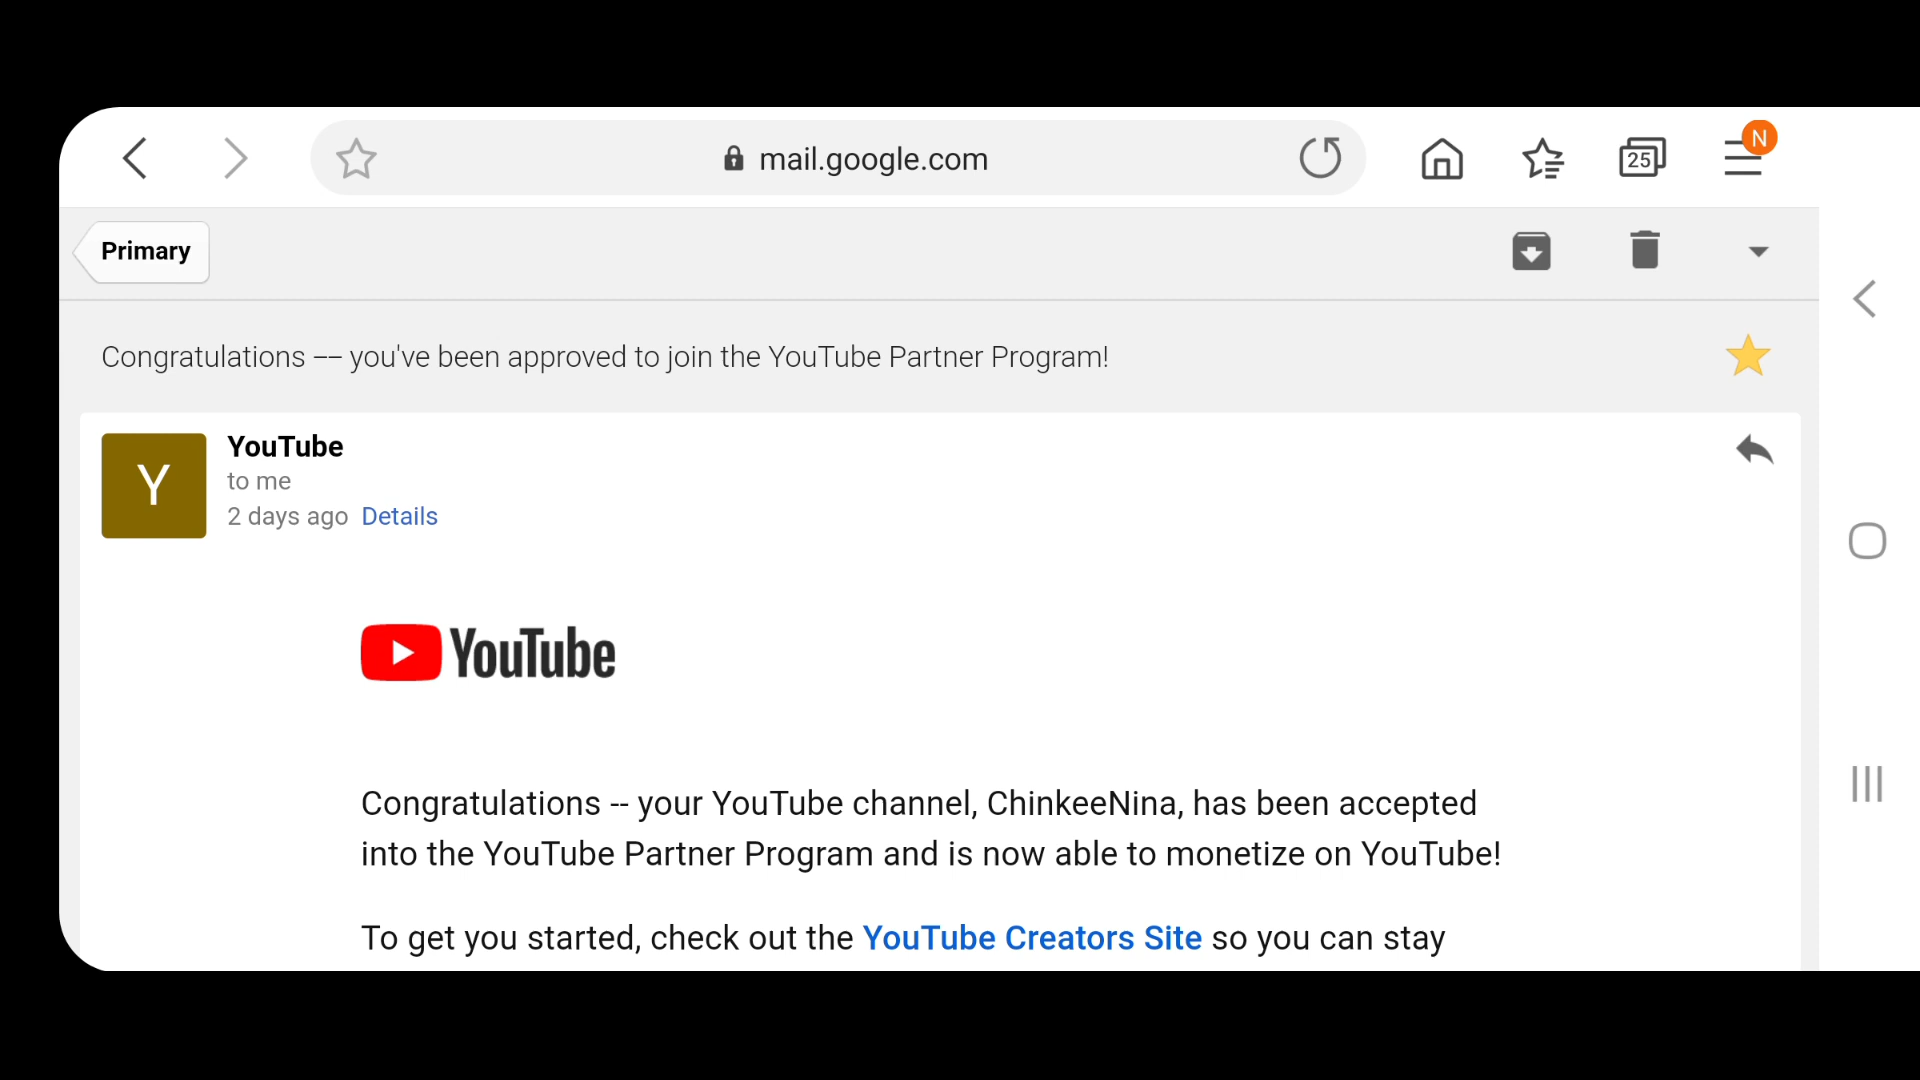 mail.google.com
25
N
Primary
Congratulations -- you've been approved to join the YouTube Partner Program!
Y
YouTube
to me
2 days ago Details
YouTube
Congratulations -- your YouTube channel, ChinkeeNina, has been accepted
into the YouTube Partner Program and is now able to monetize on YouTube!
To get you started, check out the YouTube Creators Site so you can stay